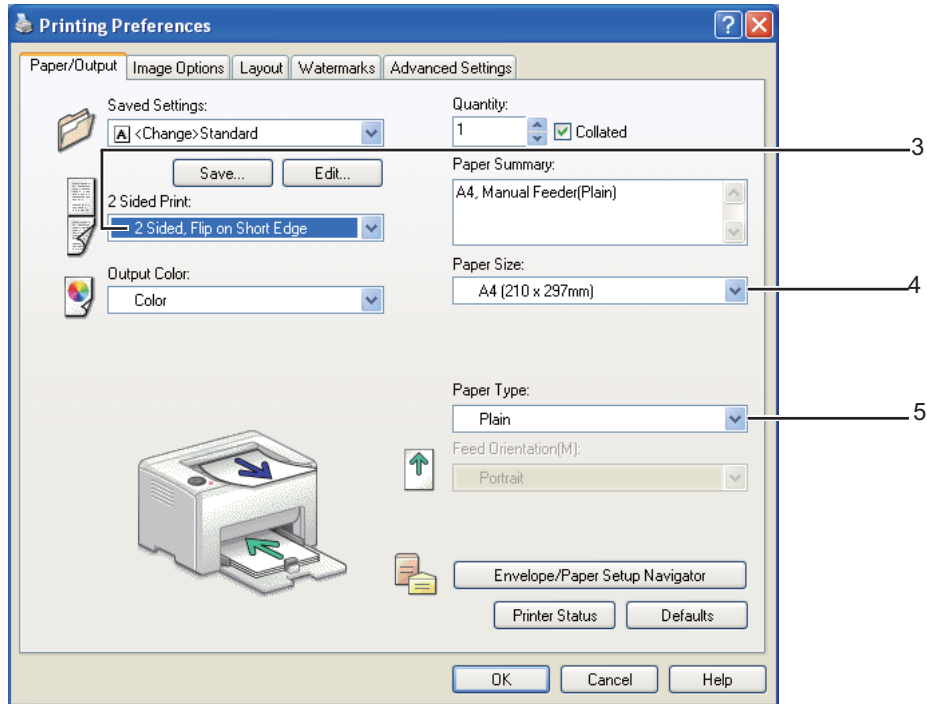 Printing Preferences
Paper/Output Image Options Layout Watermarks Advanced Settings
Saved Settings:
A <Change>Standard
Save... Edit...
2 Sided Print:
2 Sided, Flip on Short Edge
Output Color:
Color
Quantity:
1 Collated
3
Paper Summary:
A4, Manual Feeder(Plain)
Paper Size:
A4 (210 x 297mm)
4
Paper Type:
Plain
5
Feed Orientation(M):
Portrait
Envelope/Paper Setup Navigator
Printer Status Defaults
OK Cancel Help